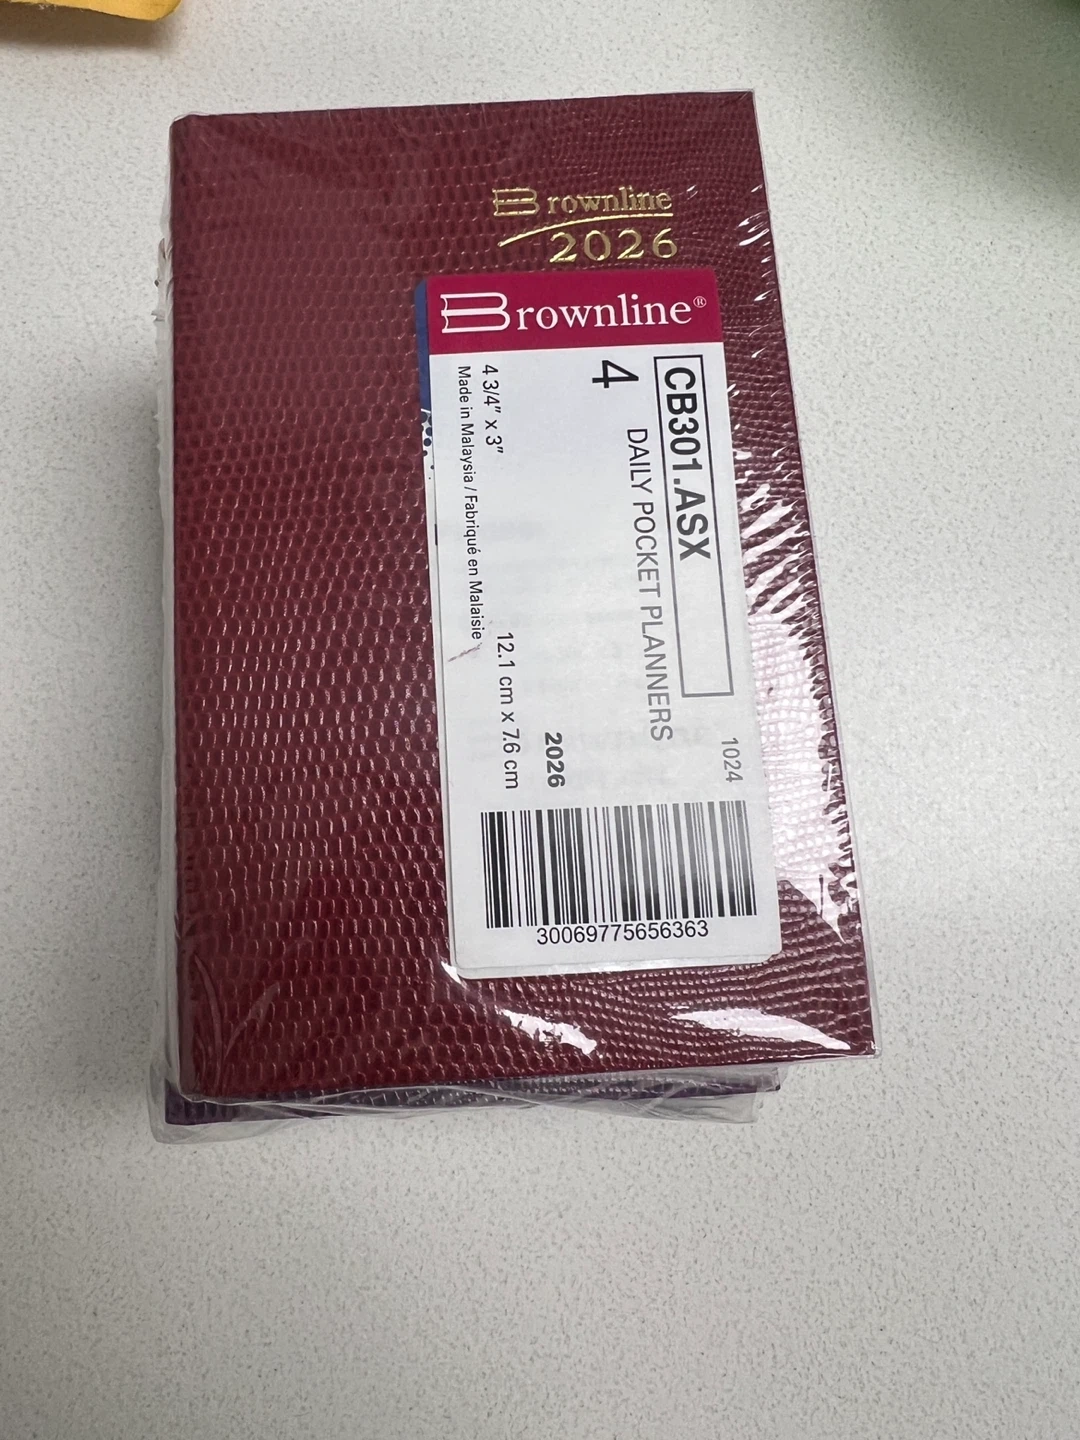 Brownline
2026
Brownline®
CB301.ASX
4
DAILY POCKET PLANNERS
1024
2026
4 3/4" x 3"
12.1 cm x 7.6 cm
Made in Malaysia / Fabriqué en Malaisie
30069775656363